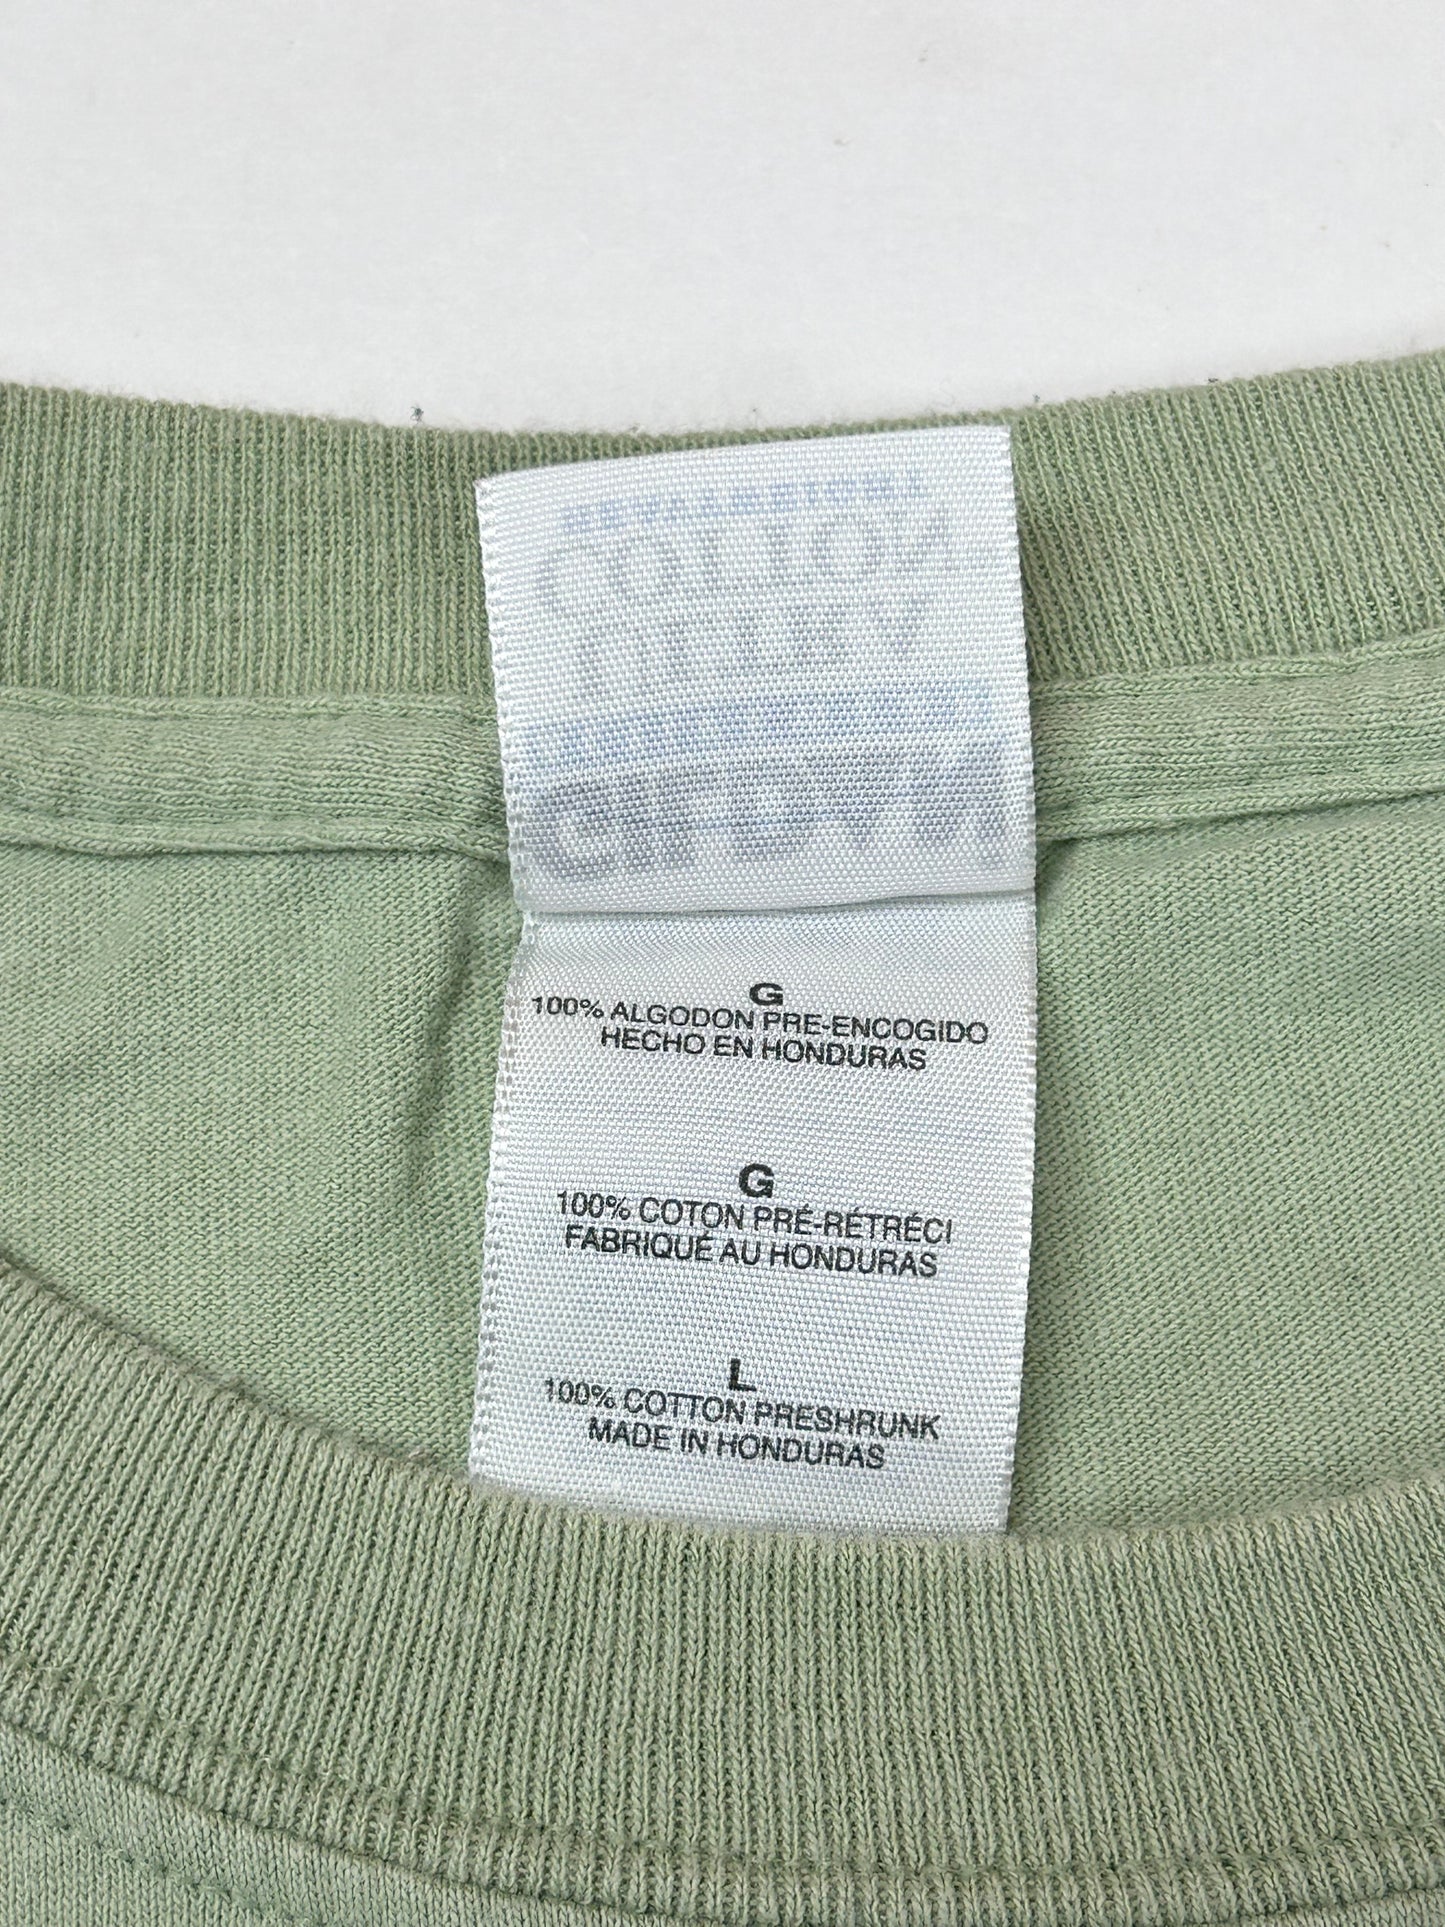 G
100% ALGODON PRE-ENCOGIDO
HECHO EN HONDURAS
G
100% COTON PRÉ-RÉTRÉCI
FABRIQUÉ AU HONDURAS
L
100% COTTON PRESHRUNK
MADE IN HONDURAS